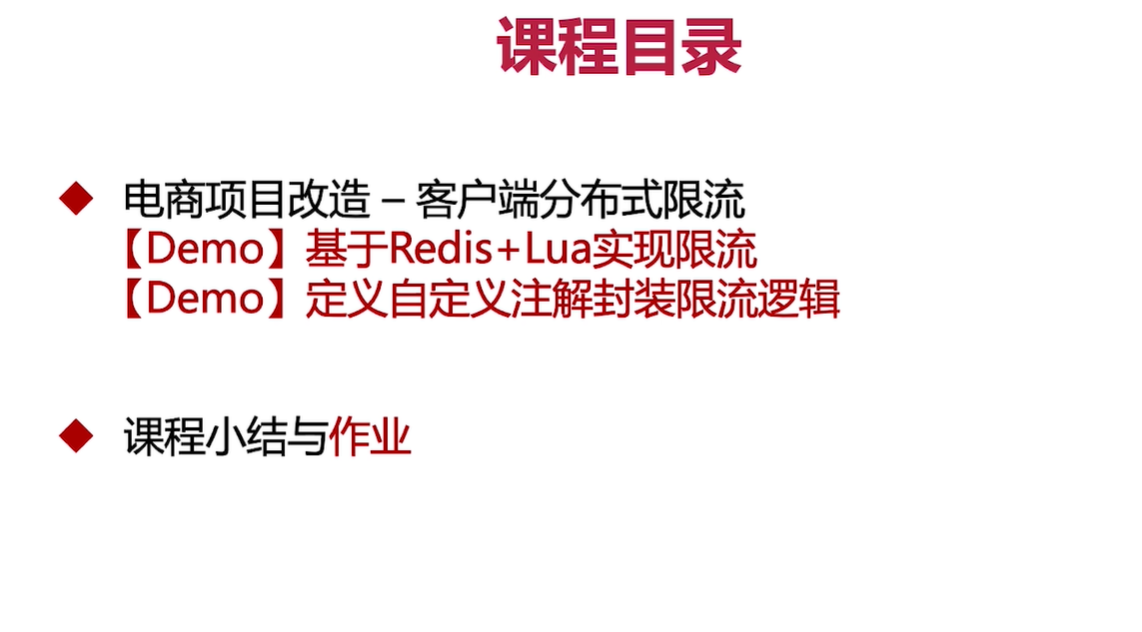 课程目录
电商项目改造 – 客户端分布式限流
【Demo】基于Redis+Lua实现限流
【Demo】定义自定义注解封装限流逻辑
课程小结与作业